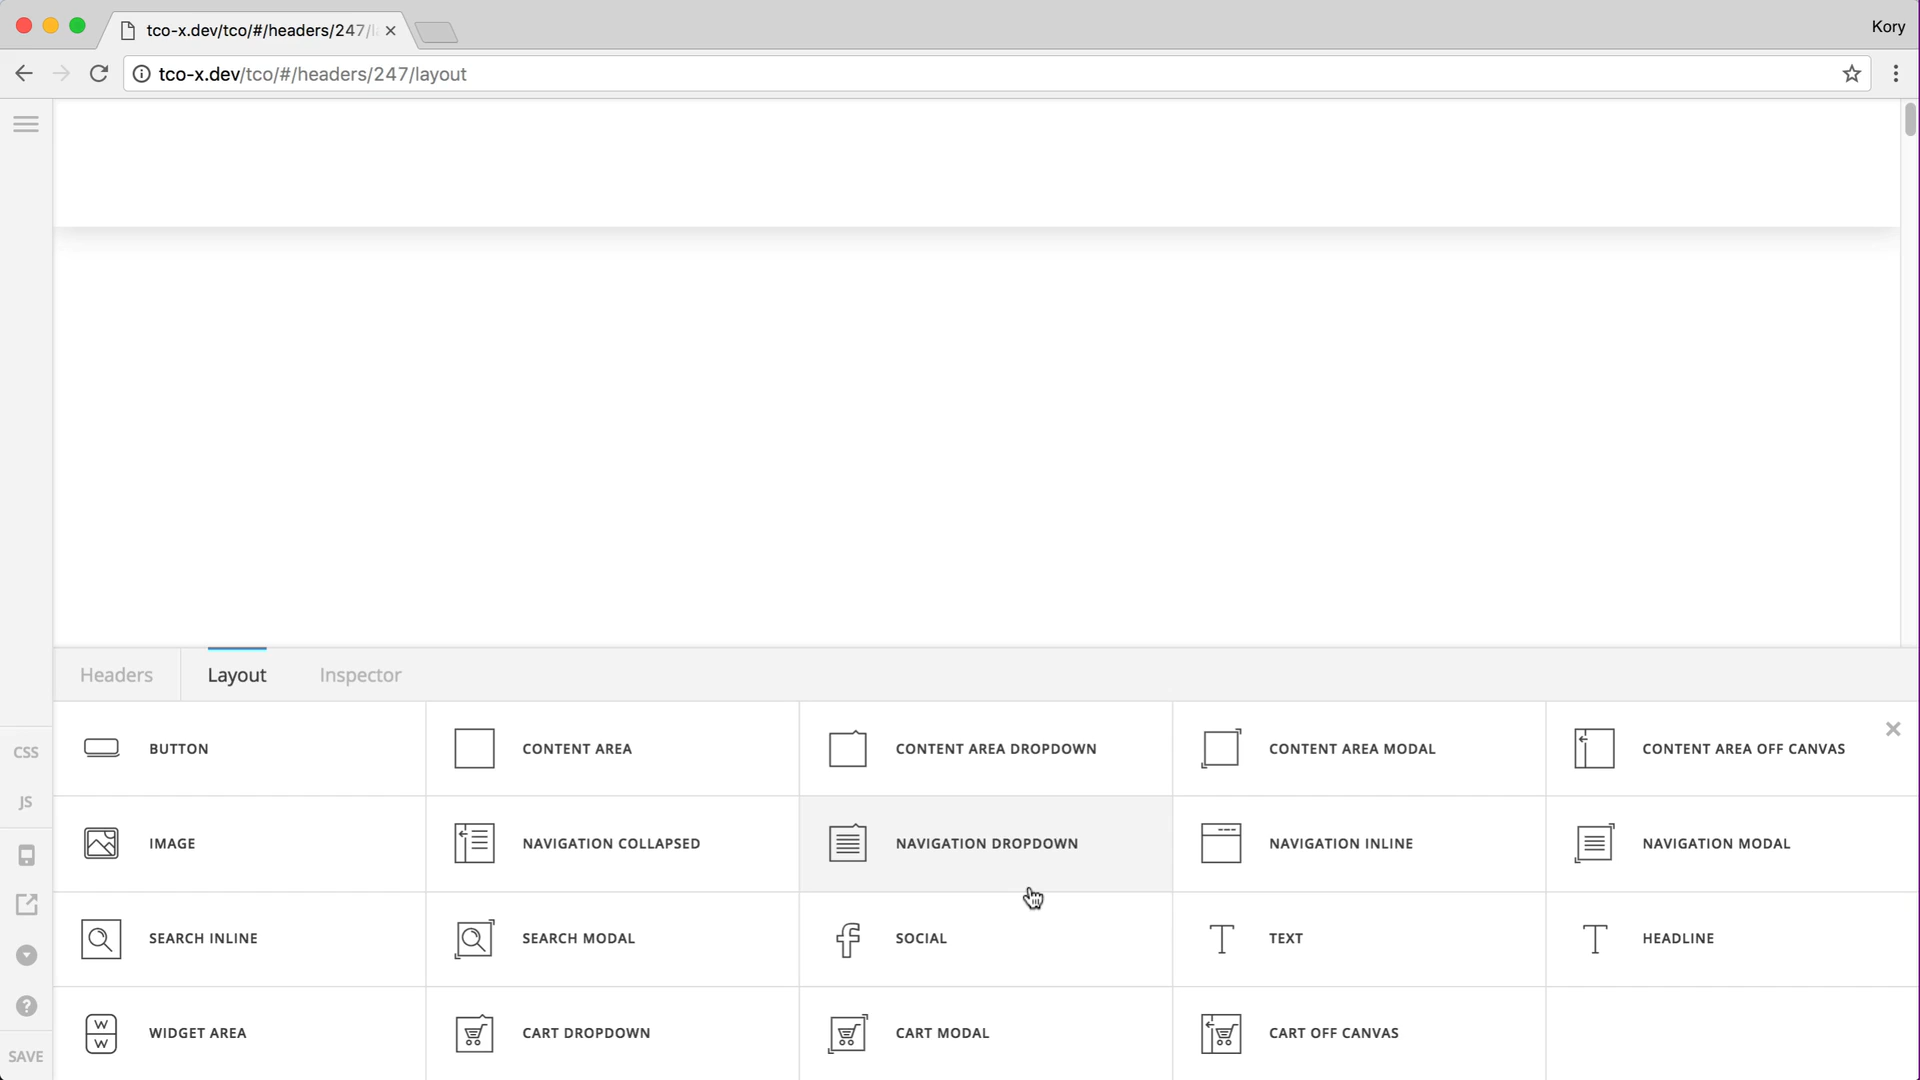 tco-x.dev/tco/#/headers/247/l
Kory
tco-x.dev/tco/#/headers/247/layout
Headers
Layout
Inspector
BUTTON
CONTENT AREA
CONTENT AREA DROPDOWN
CONTENT AREA MODAL
CONTENT AREA OFF CANVAS
CSS
JS
IMAGE
NAVIGATION COLLAPSED
NAVIGATION DROPDOWN
NAVIGATION INLINE
NAVIGATION MODAL
SEARCH INLINE
SEARCH MODAL
SOCIAL
TEXT
HEADLINE
WIDGET AREA
CART DROPDOWN
CART MODAL
CART OFF CANVAS
SAVE